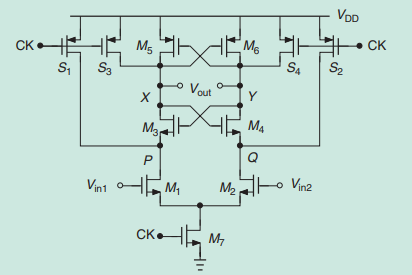 VDD
CK M5 M6 CK
S1 S3 S4 S2
Vout
X Y
M3 M4
P Q
Vin1 M1 M2 Vin2
CK M7